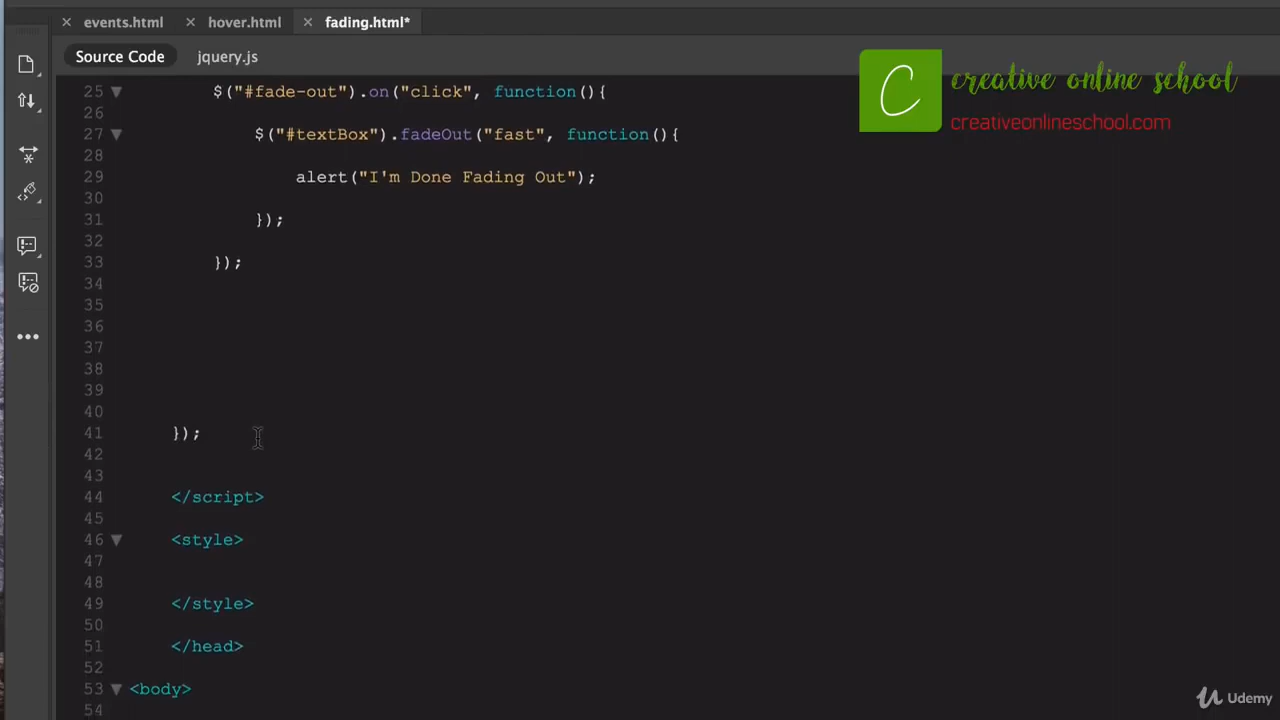 events.html
hover.html
fading.html*
Source Code
jquery.js
creative online school
creativeonlineschool.com
25 $("#fade-out").on("click", function(){
26
27 $("#textBox").fadeOut("fast", function(){
28
29 alert("I'm Done Fading Out");
30
31 });
32
33 });
34
35
36
37
38
39
40
41 });
42
43
44 </script>
45
46 <style>
47
48
49 </style>
50
51 </head>
52
53 <body>
54
Udemy